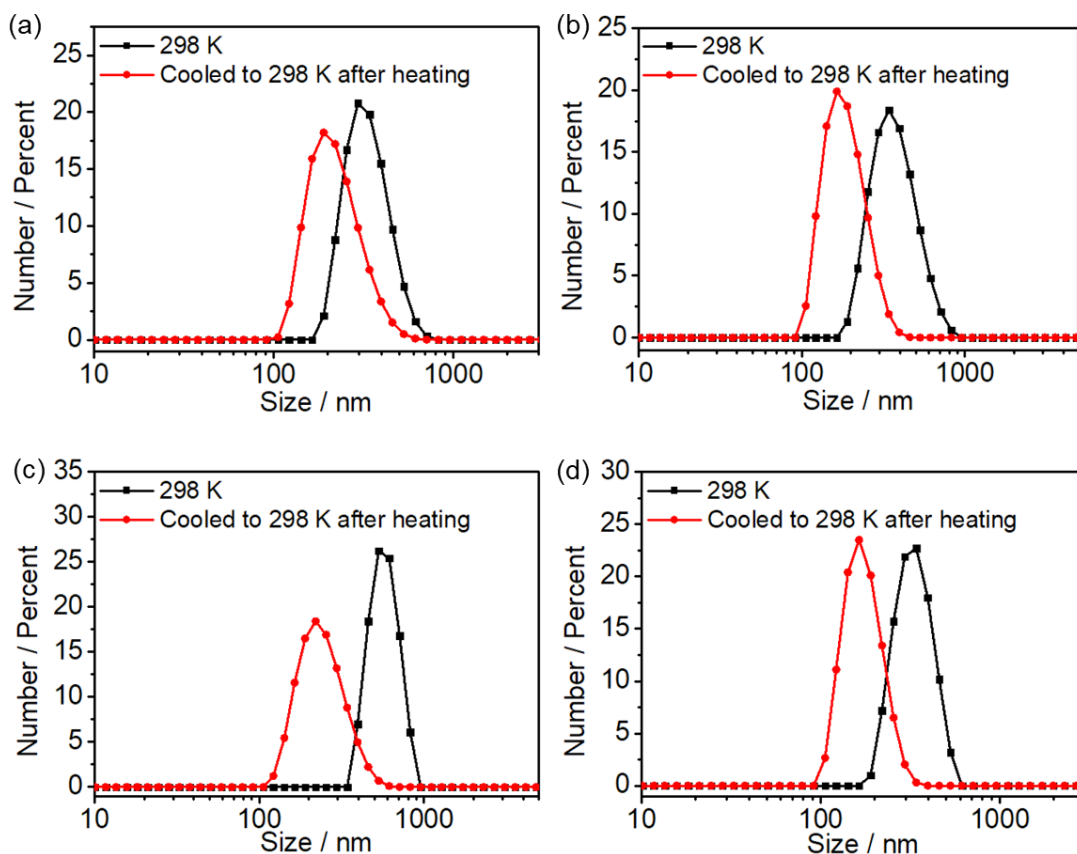 (a)
25
20
15
10
5
0
Number / Percent
298 K
Cooled to 298 K after heating
10 100 1000
Size / nm
(b)
25
20
15
10
5
0
Number / Percent
298 K
Cooled to 298 K after heating
10 100 1000
Size / nm
(c)
35
30
25
20
15
10
5
0
Number / Percent
298 K
Cooled to 298 K after heating
10 100 1000
Size / nm
(d)
30
25
20
15
10
5
0
Number / Percent
298 K
Cooled to 298 K after heating
10 100 1000
Size / nm